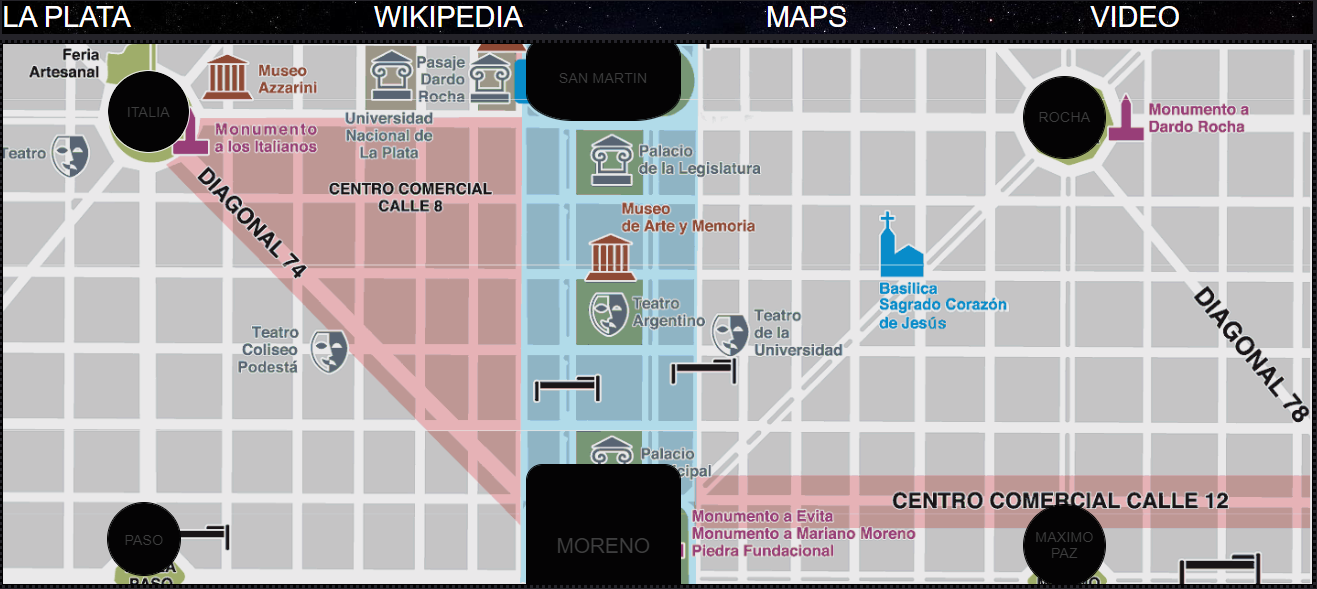 LA PLATA
WIKIPEDIA
MAPS
VIDEO
Feria
Artesanal
Museo
Azzarini
Pasaje
Dardo
Rocha
SAN MARTIN
ITALIA
ROCHA
Monumento a
Dardo Rocha
Universidad
Nacional de
La Plata
Monumento
a los Italianos
Teatro
Palacio
de la Legislatura
CENTRO COMERCIAL
CALLE 8
DIAGONAL 74
Museo
de Arte y Memoria
Basilica
Sagrado Corazón
de Jesús
Teatro
Argentino
Teatro
de la
Universidad
Teatro
Coliseo
Podestá
DIAGONAL 78
Palacio
cipal
CENTRO COMERCIAL CALLE 12
Monumento a Evita
Monumento a Mariano Moreno
Piedra Fundacional
PASO
MORENO
MAXIMO
PAZ
PASO